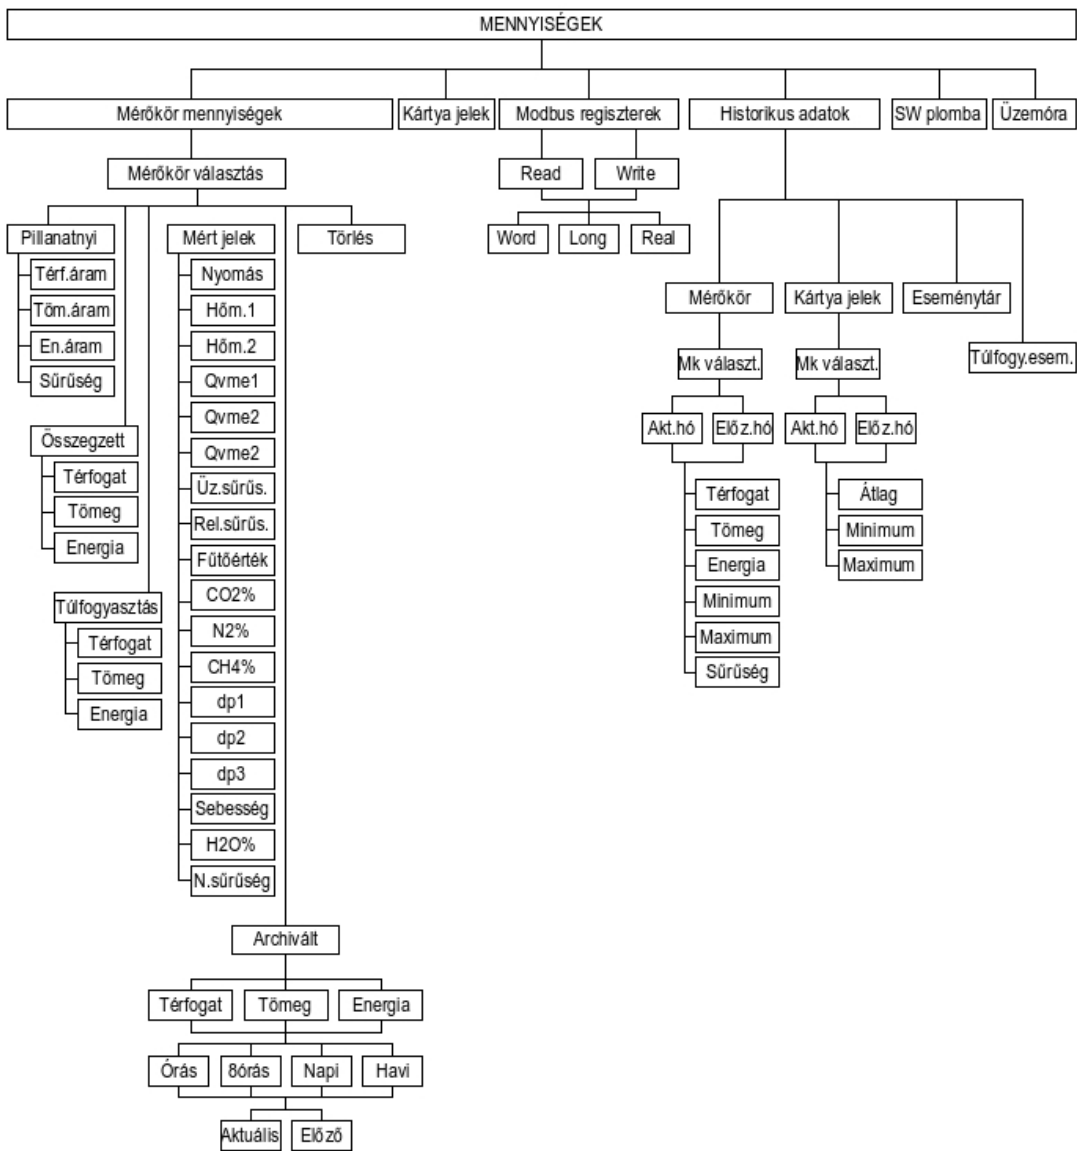 MENNYISÉGEK
Mérőkör mennyiségek
Kártya jelek
Modbus regiszterek
Historikus adatok
SW plomba
Üzemóra
Mérőkör választás
Read
Write
Pillanatnyi
Mért jelek
Törlés
Word
Long
Real
Térf.áram
Töm.áram
En.áram
Sűrűség
Összegzett
Térfogat
Tömeg
Energia
Túlfogyasztás
Térfogat
Tömeg
Energia
Nyomás
Hőm.1
Hőm.2
Qvme1
Qvme2
Qvme2
Üz.sűrűs.
Rel.sűrűs.
Fűtőérték
CO2%
N2%
CH4%
dp1
dp2
dp3
Sebesség
H2O%
N.sűrűség
Mérőkör
Kártya jelek
Eseménytár
Túlfogy.esem.
Mk választ.
Mk választ.
Akt.hó
Előz.hó
Akt.hó
Előz.hó
Térfogat
Tömeg
Energia
Minimum
Maximum
Sűrűség
Átlag
Minimum
Maximum
Archivált
Térfogat
Tömeg
Energia
Órás
8órás
Napi
Havi
Aktuális
Előző